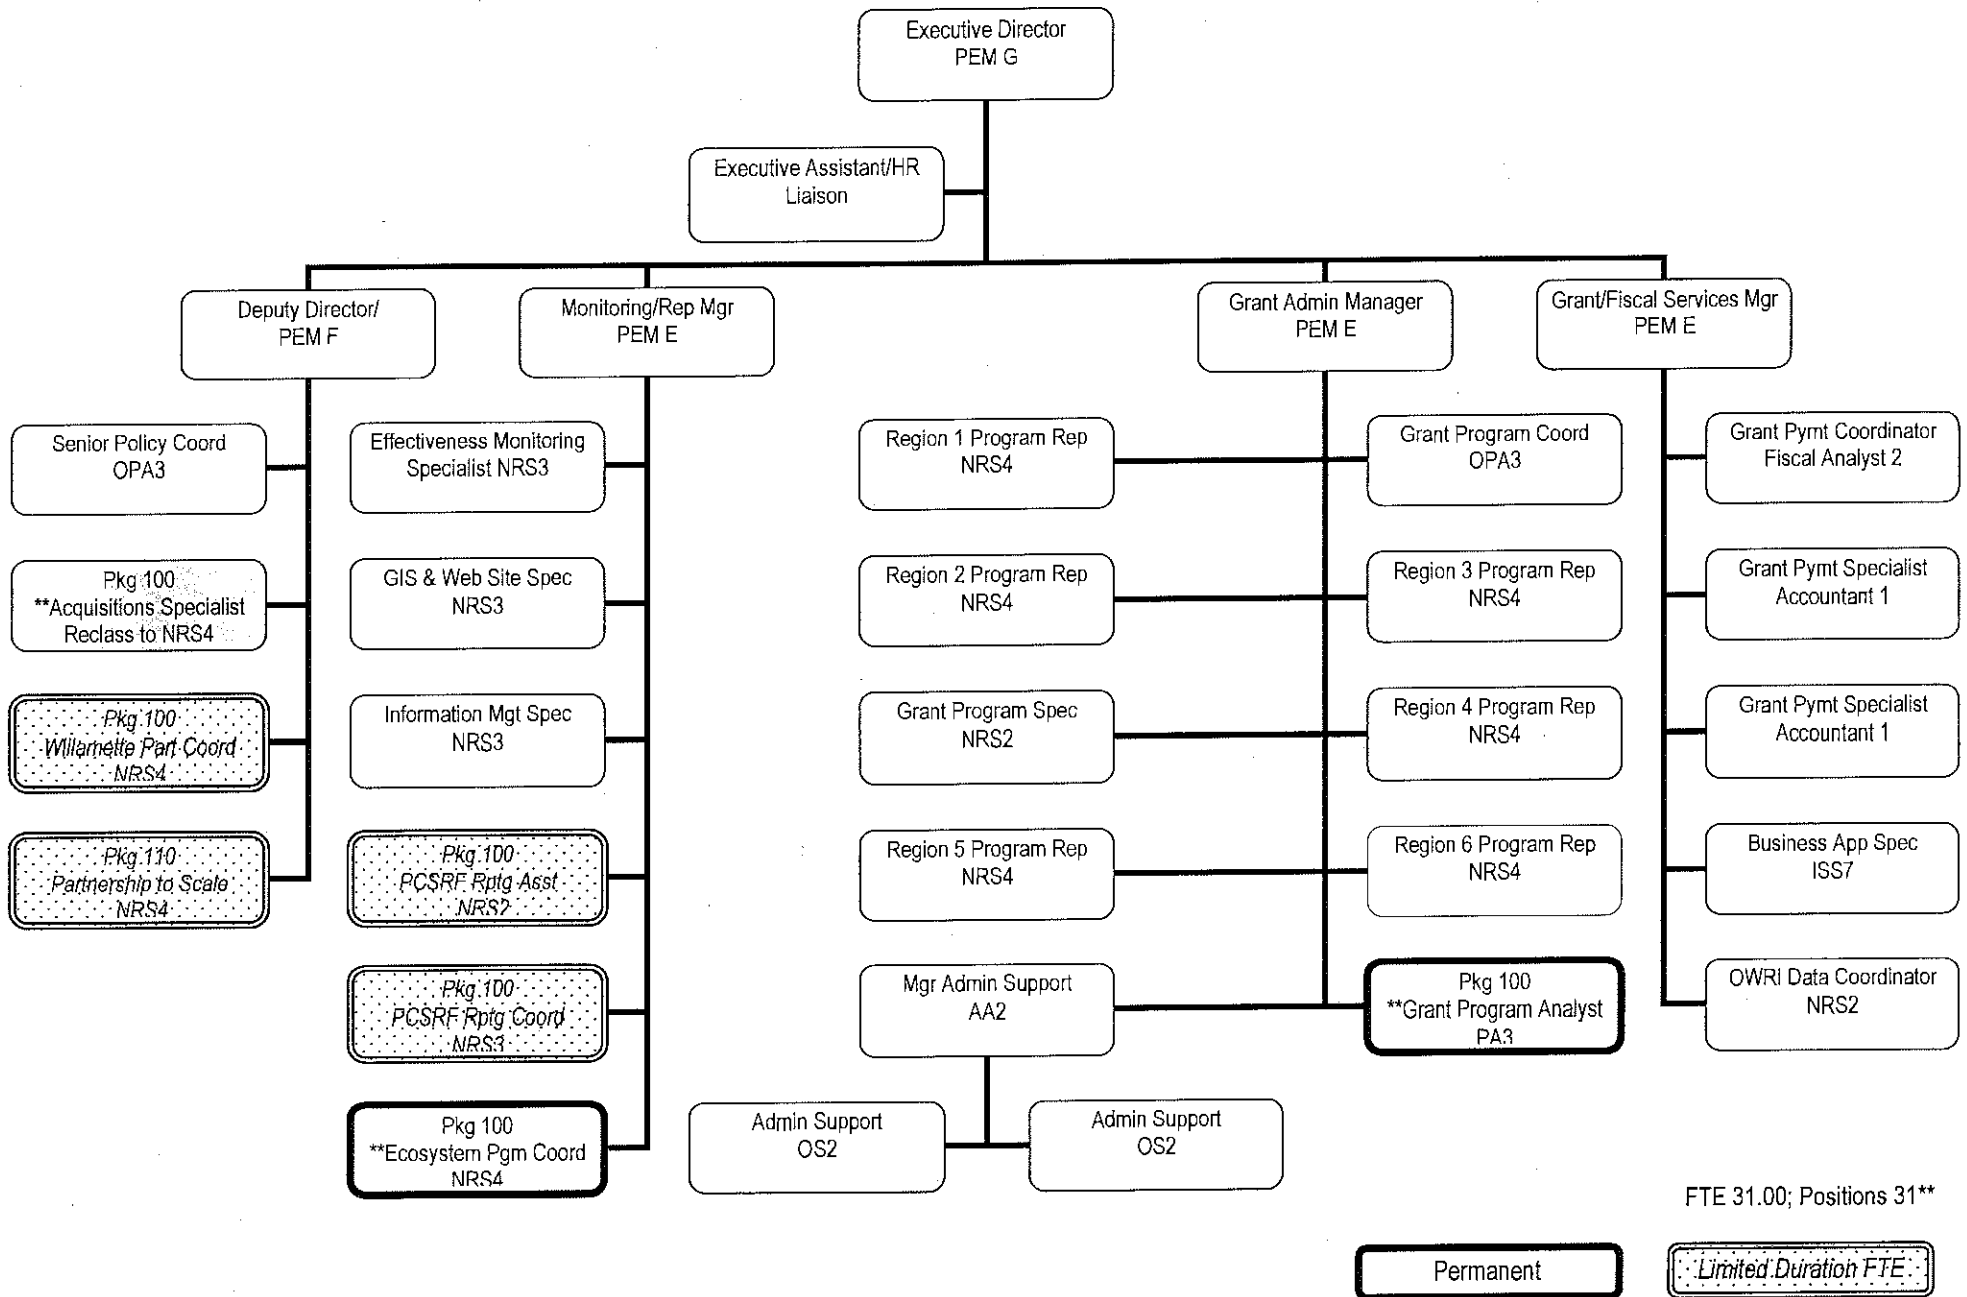 Executive Director
PEM G
Executive Assistant/HR
Liaison
Deputy Director/
PEM F
Monitoring/Rep Mgr
PEM E
Grant Admin Manager
PEM E
Grant/Fiscal Services Mgr
PEM E
Senior Policy Coord
OPA3
Effectiveness Monitoring
Specialist NRS3
Region 1 Program Rep
NRS4
Grant Program Coord
OPA3
Grant Pymt Coordinator
Fiscal Analyst 2
Pkg 100
**Acquisitions Specialist
Reclass to NRS4
GIS & Web Site Spec
NRS3
Region 2 Program Rep
NRS4
Region 3 Program Rep
NRS4
Grant Pymt Specialist
Accountant 1
Pkg 100
Willamette Part Coord
NRS4
Information Mgt Spec
NRS3
Grant Program Spec
NRS2
Region 4 Program Rep
NRS4
Grant Pymt Specialist
Accountant 1
Pkg 110
Partnership to Scale
NRS4
Pkg 100
PCSRF Rptg Asst
NRS2
Region 5 Program Rep
NRS4
Region 6 Program Rep
NRS4
Business App Spec
ISS7
Pkg 100
PCSRF Rptg Coord
NRS3
Mgr Admin Support
AA2
Pkg 100
**Grant Program Analyst
PA3
OWRI Data Coordinator
NRS2
Pkg 100
**Ecosystem Pgm Coord
NRS4
Admin Support
OS2
Admin Support
OS2
FTE 31.00; Positions 31**
Permanent
Limited Duration FTE